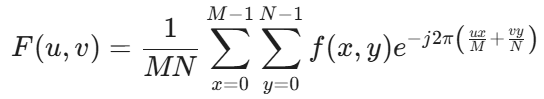 F(u, v) = \frac{1}{MN} \sum_{x=0}^{M-1} \sum_{y=0}^{N-1} f(x, y) e^{-j2\pi\left(\frac{ux}{M}+\frac{vy}{N}\right)}